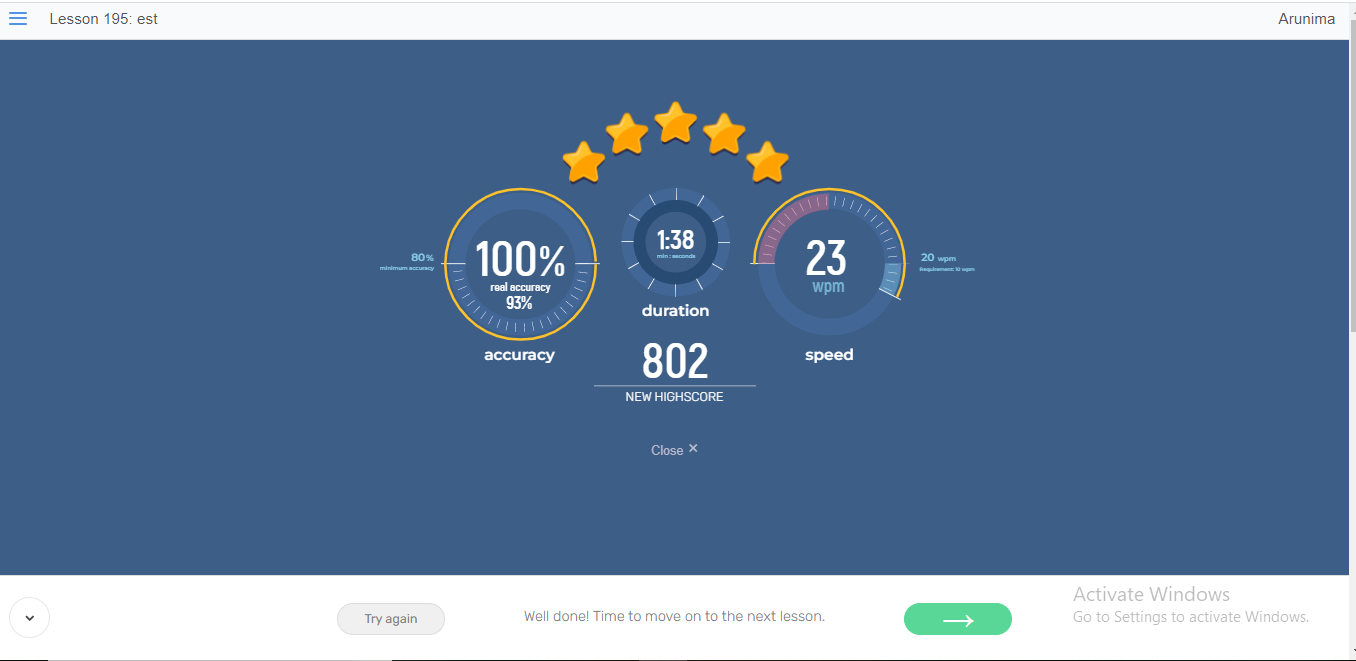 Lesson 195: est
Arunima
80%
minimum accuracy
100%
real accuracy
93%
accuracy
1:38
min : seconds
duration
802
NEW HIGHSCORE
23
wpm
speed
20 wpm
Requirement 10 wpm
Close ×
Try again
Well done! Time to move on to the next lesson.
Activate Windows
Go to Settings to activate Windows.